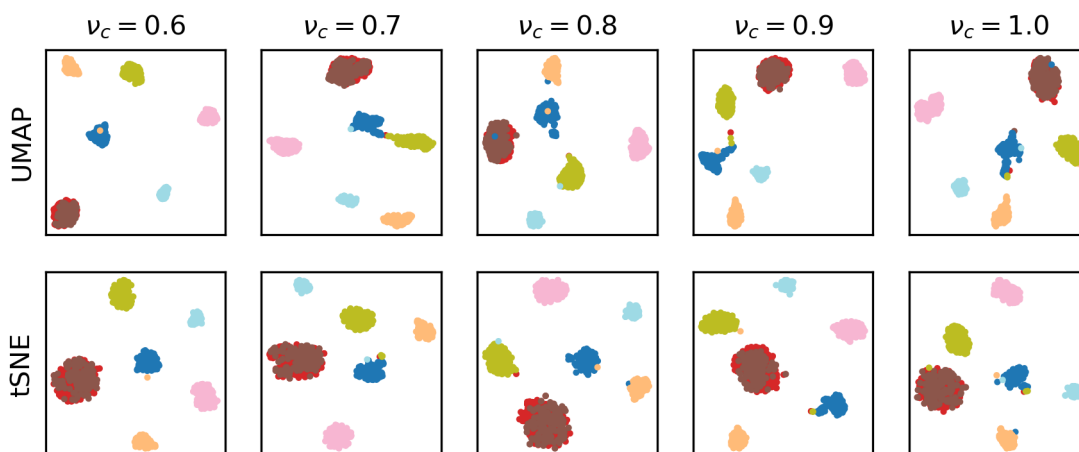 ν_c = 0.6 ν_c = 0.7 ν_c = 0.8 ν_c = 0.9 ν_c = 1.0
UMAP
tSNE